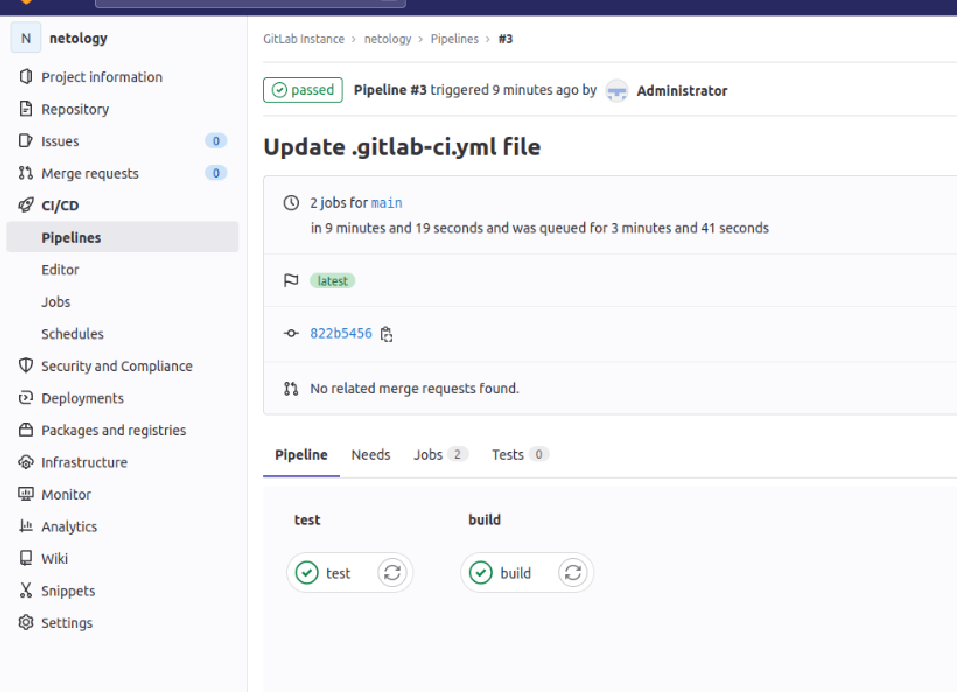 N netology
Project information
Repository
Issues 0
Merge requests 0
CI/CD
Pipelines
Editor
Jobs
Schedules
Security and Compliance
Deployments
Packages and registries
Infrastructure
Monitor
Analytics
Wiki
Snippets
Settings
GitLab Instance › netology › Pipelines › #3
passed Pipeline #3 triggered 9 minutes ago by Administrator
Update .gitlab-ci.yml file
2 jobs for main
in 9 minutes and 19 seconds and was queued for 3 minutes and 41 seconds
latest
822b5456
No related merge requests found.
Pipeline Needs Jobs 2 Tests 0
test build
test build